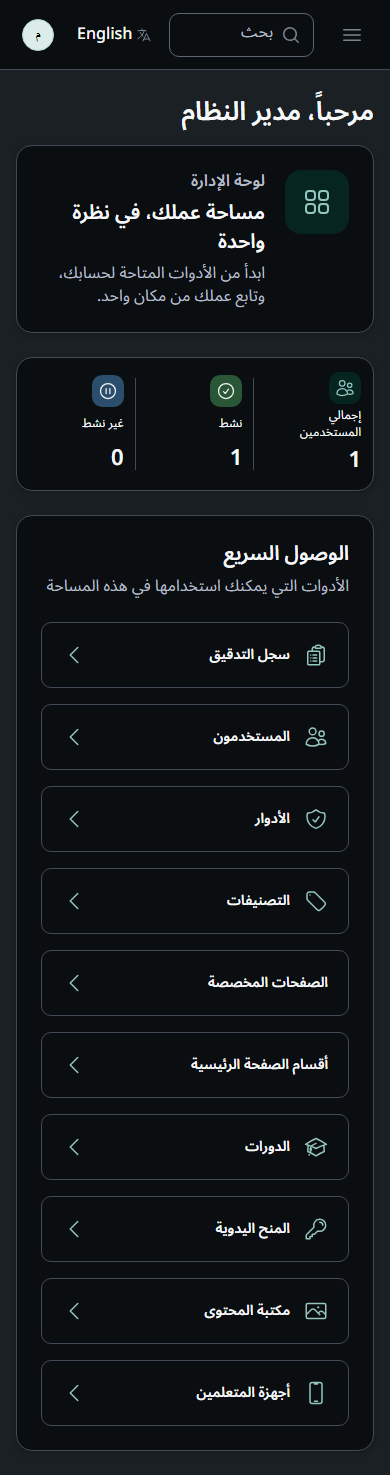 بحث
English
م
مرحباً، مدير النظام
لوحة الإدارة
مساحة عملك، في نظرة
واحدة
ابدأ من الأدوات المتاحة لحسابك،
وتابع عملك من مكان واحد.
إجمالي
المستخدمين
1
نشط
1
غير نشط
0
الوصول السريع
الأدوات التي يمكنك استخدامها في هذه المساحة
سجل التدقيق
المستخدمون
الأدوار
التصنيفات
الصفحات المخصصة
أقسام الصفحة الرئيسية
الدورات
المنح اليدوية
مكتبة المحتوى
أجهزة المتعلمين